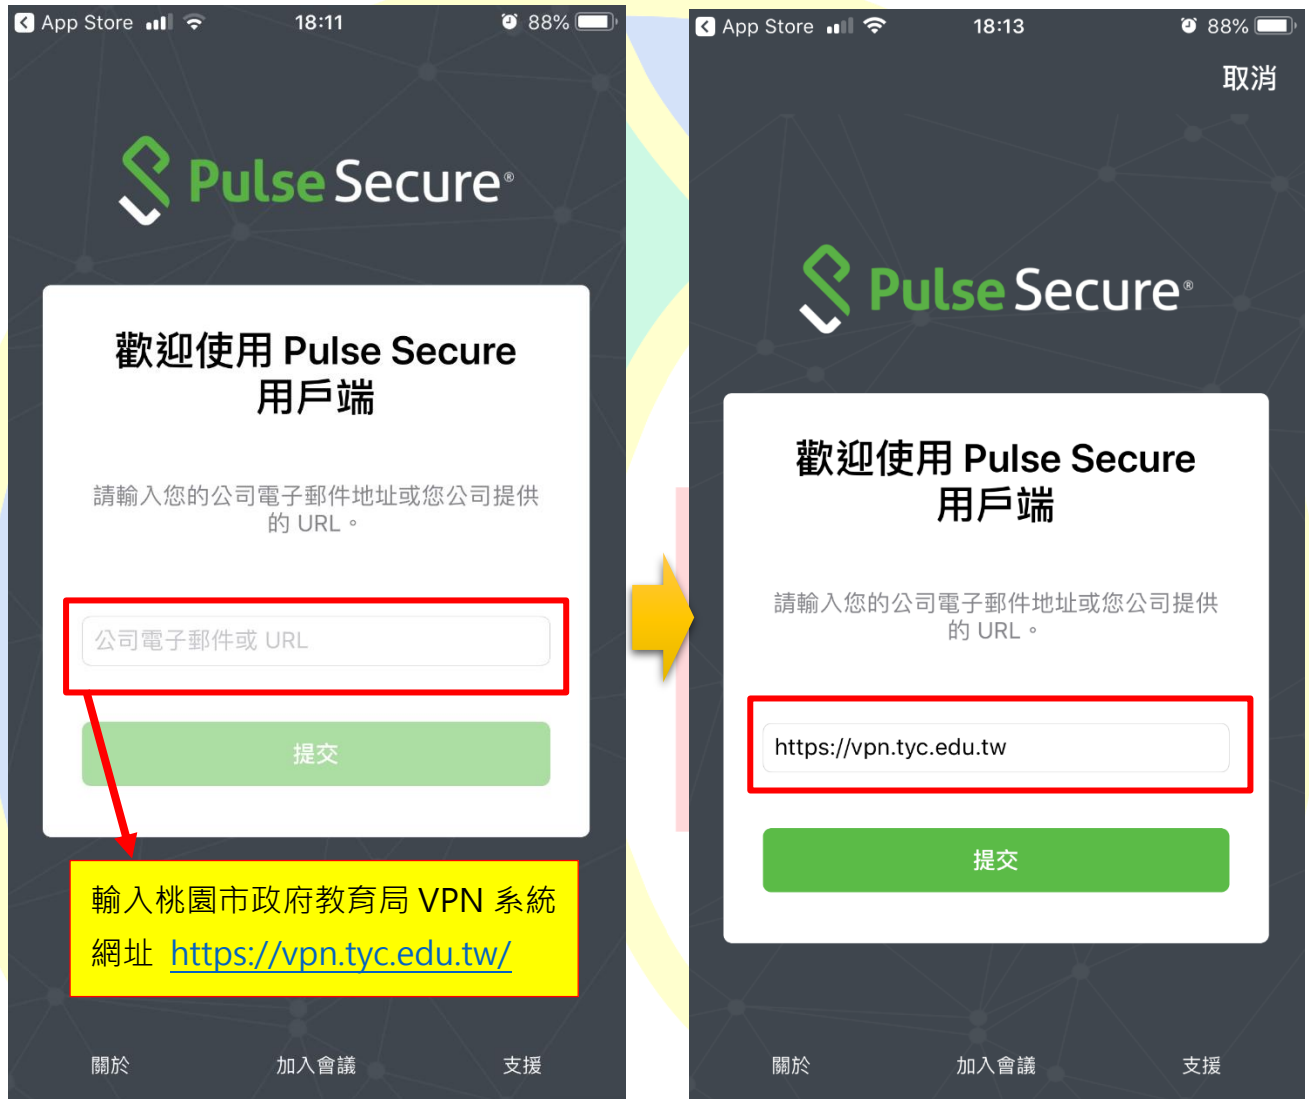 App Store
18:11
88%
Pulse Secure®
歡迎使用 Pulse Secure
用戶端
請輸入您的公司電子郵件地址或您公司提供
的 URL。
公司電子郵件或 URL
提交
輸入桃園市政府教育局 VPN 系統
網址 https://vpn.tyc.edu.tw/
關於
加入會議
支援
App Store
18:13
88%
取消
Pulse Secure®
歡迎使用 Pulse Secure
用戶端
請輸入您的公司電子郵件地址或您公司提供
的 URL。
https://vpn.tyc.edu.tw
提交
關於
加入會議
支援